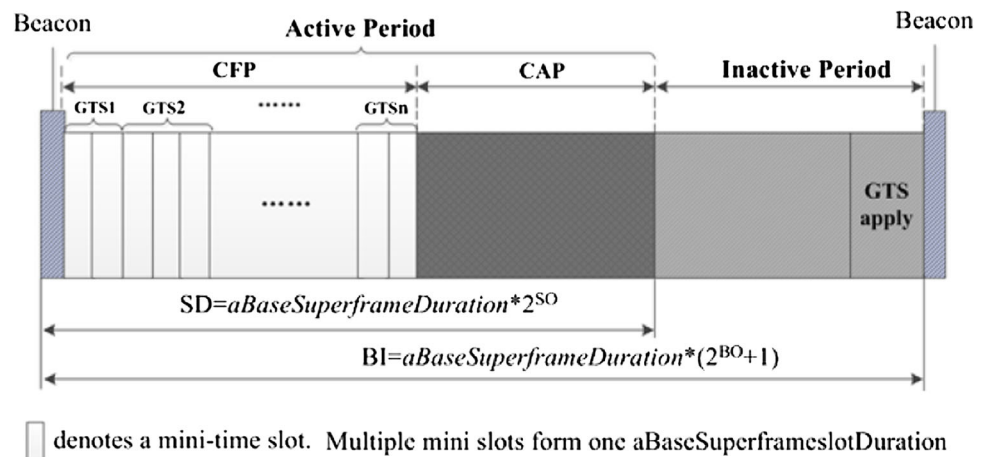 Beacon
Beacon
Active Period
CFP
CAP
Inactive Period
GTS1
GTS2
......
GTSn
......
GTS
apply
SD=aBaseSuperframeDuration*2^SO
BI=aBaseSuperframeDuration*(2^BO+1)
denotes a mini-time slot. Multiple mini slots form one aBaseSuperframeslotDuration